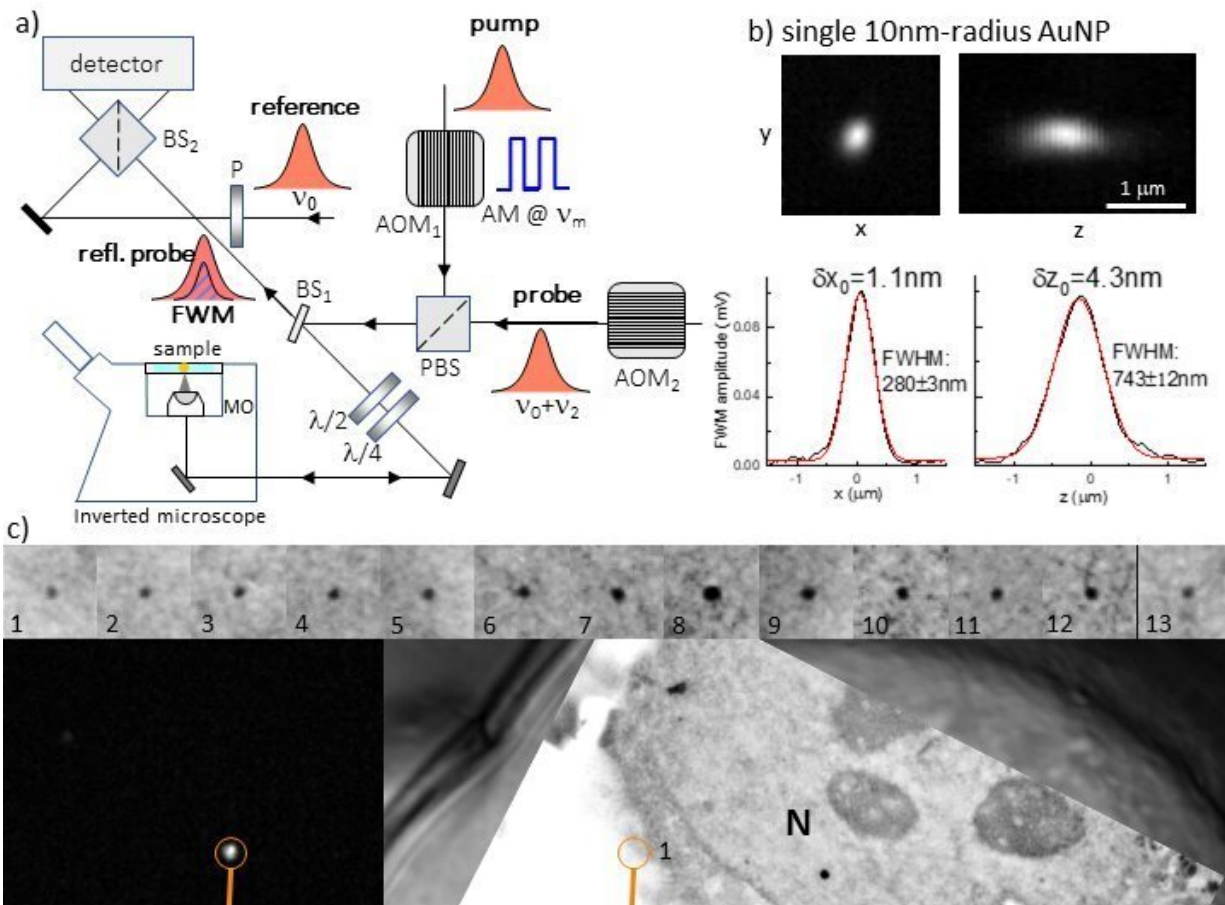 a)
pump
detector
reference
BS₂
P
ν₀
AOM₁
AM @ νₘ
refl. probe
FWM
BS₁
probe
sample
PBS
AOM₂
MO
ν₀+ν₂
λ/2
λ/4
Inverted microscope
b) single 10nm-radius AuNP
y
1 μm
x
z
δx₀=1.1nm
δz₀=4.3nm
FWM amplitude (mV)
0.08
0.04
0.00
FWHM:
280±3nm
FWHM:
743±12nm
-1 0 1
x (μm)
-1 0 1
z (μm)
c)
1 2 3 4 5 6 7 8 9 10 11 12 13
N
1